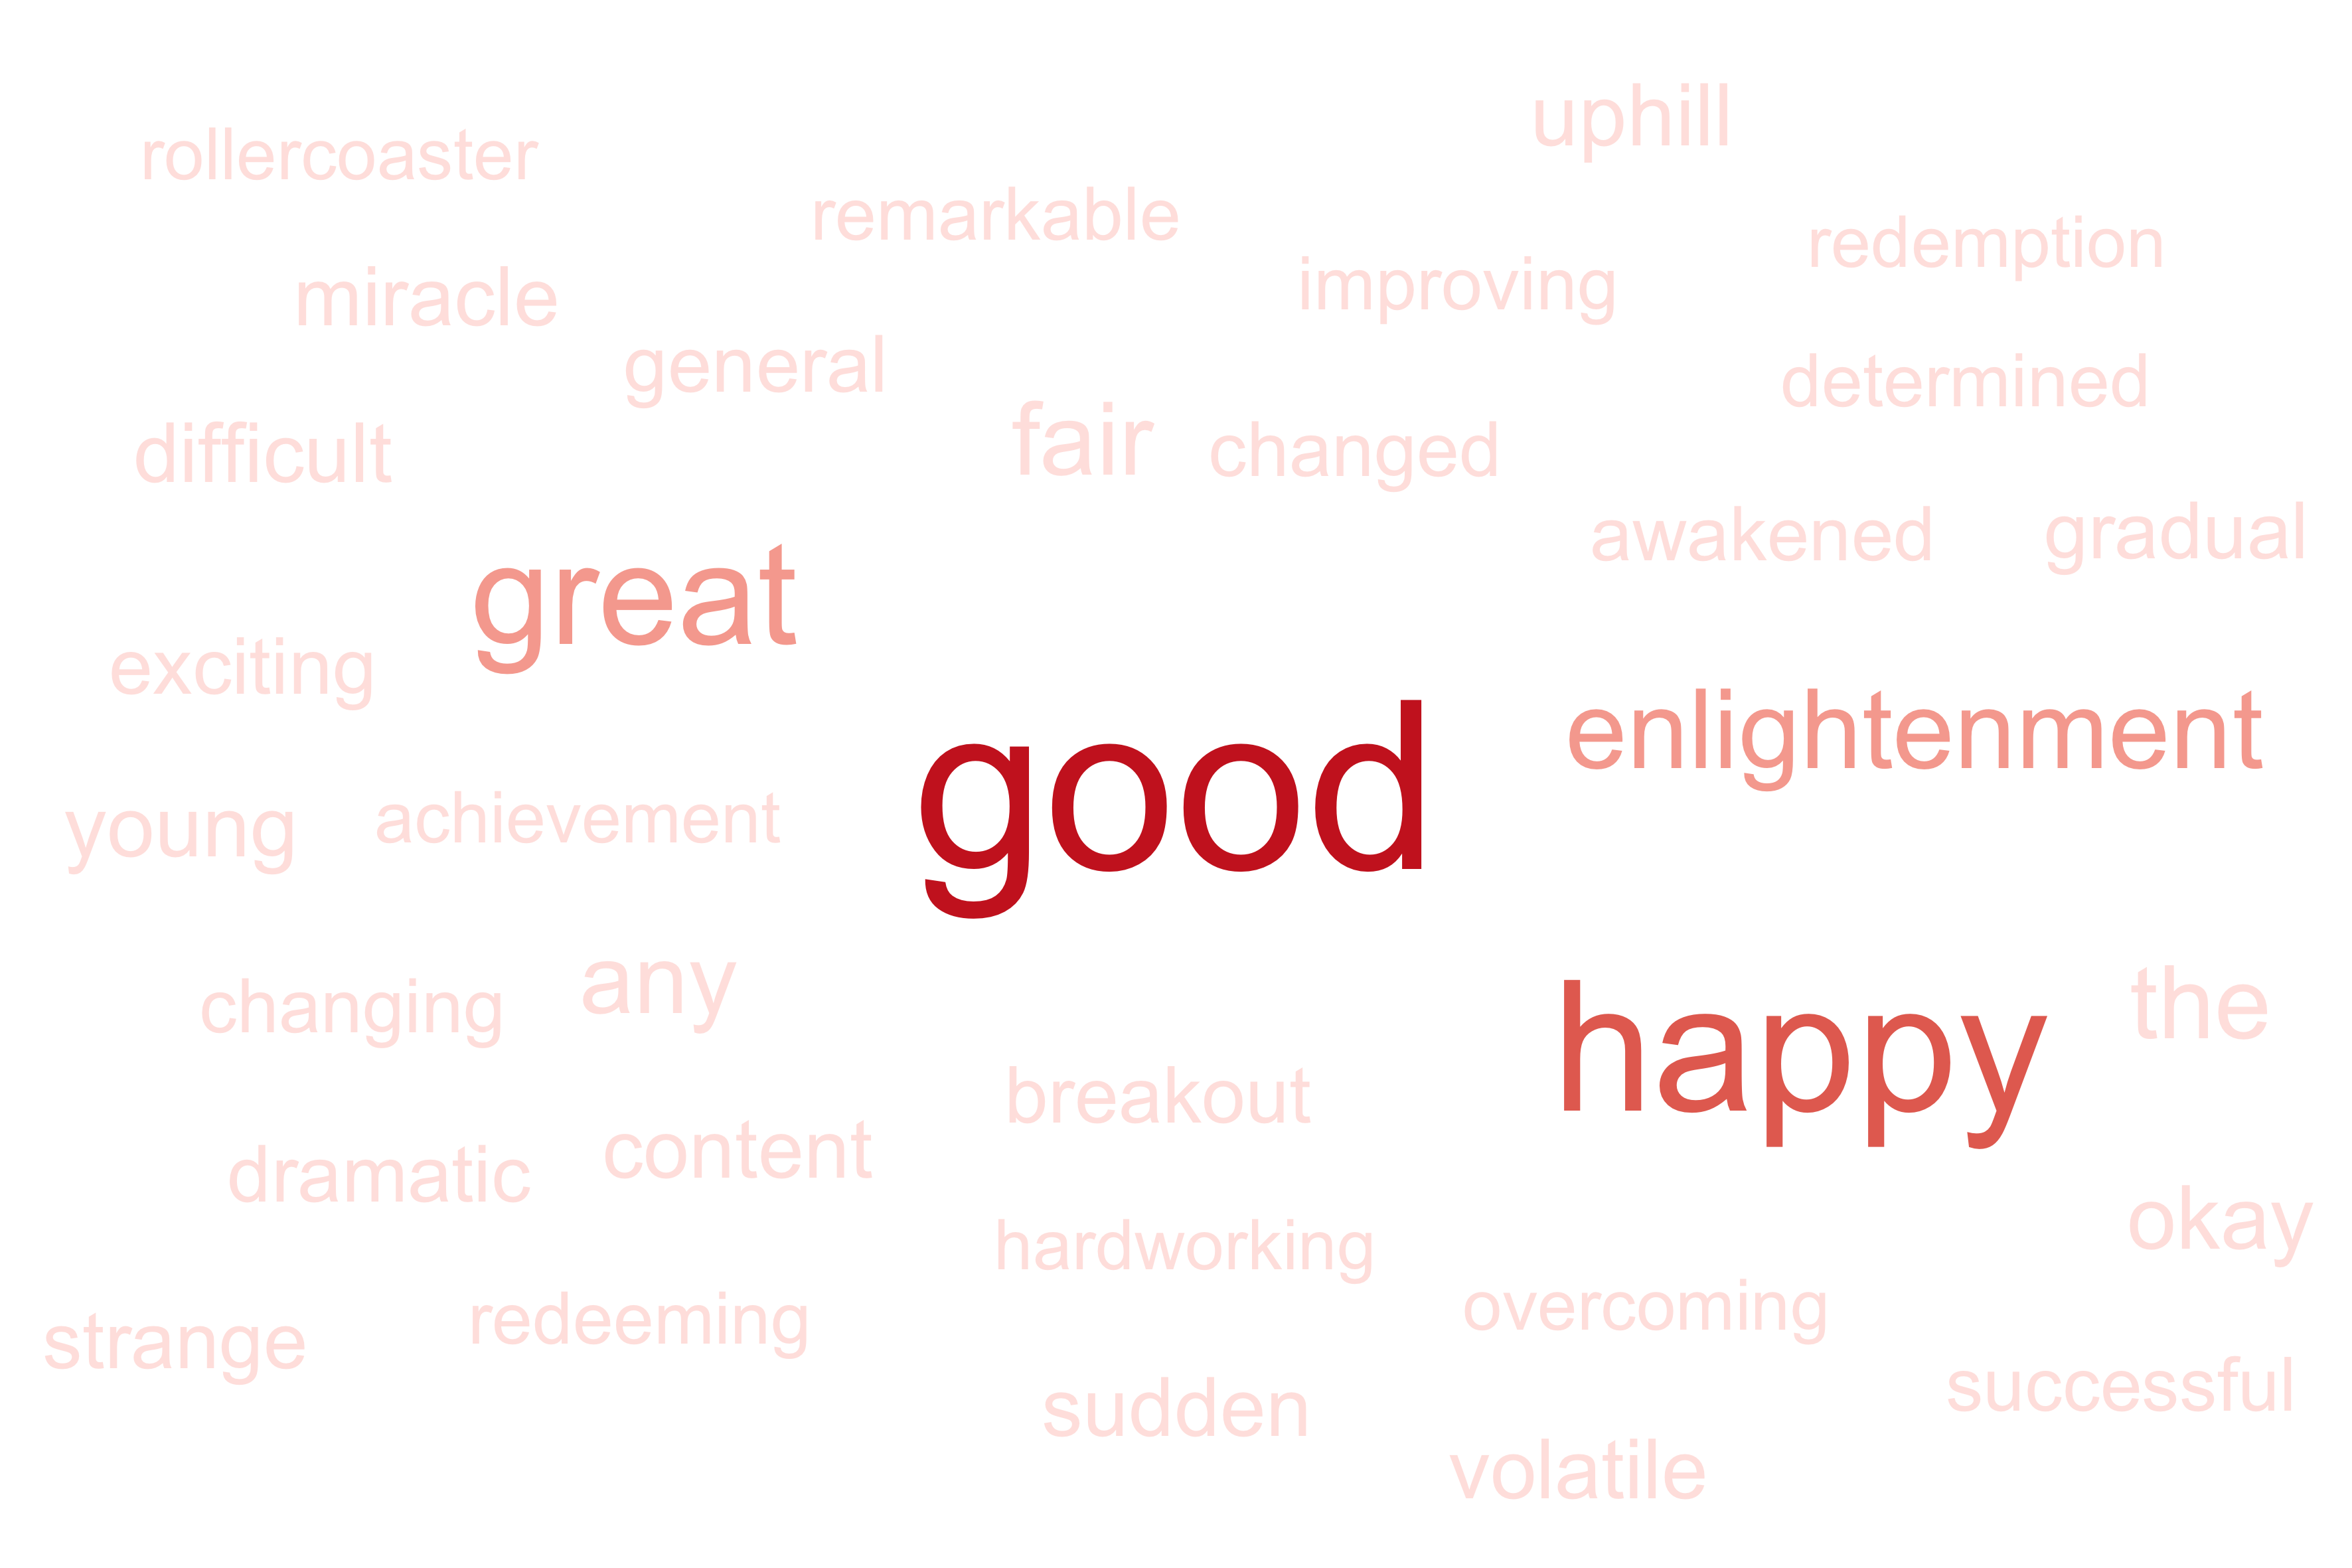 uphill
rollercoaster
remarkable
redemption
improving
miracle
general
determined
fair
changed
difficult
awakened
gradual
great
exciting
enlightenment
good
young
achievement
any
changing
the
happy
breakout
content
dramatic
okay
hardworking
overcoming
redeeming
strange
successful
sudden
volatile